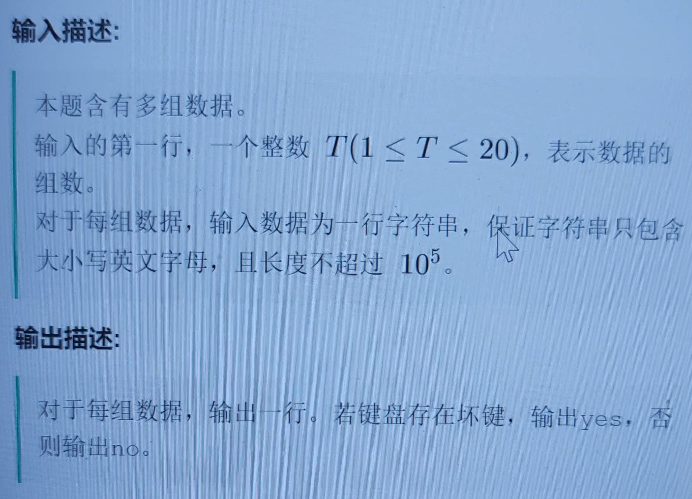 输入描述:
本题含有多组数据。
输入的第一行，一个整数 T(1 ≤ T ≤ 20)，表示数据的
组数。
对于每组数据，输入数据为一行字符串，保证字符串只包含
大小写英文字母，且长度不超过 10⁵。
输出描述:
对于每组数据，输出一行。若键盘存在坏键，输出yes，否
则输出no。